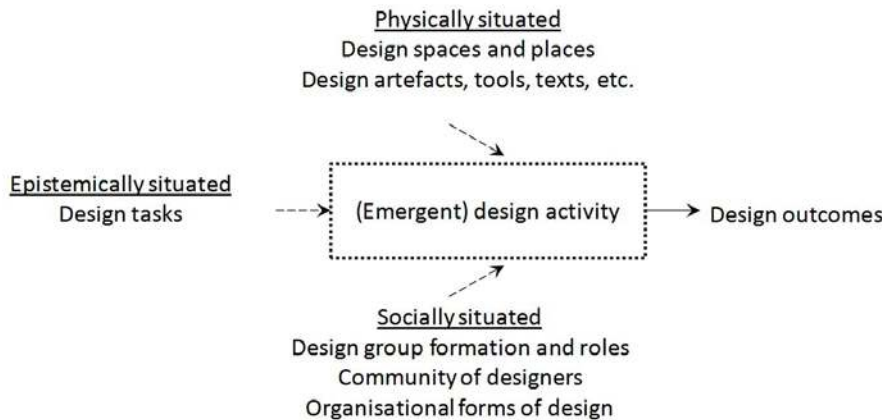 Physically situated
Design spaces and places
Design artefacts, tools, texts, etc.
Epistemically situated
Design tasks
(Emergent) design activity
Design outcomes
Socially situated
Design group formation and roles
Community of designers
Organisational forms of design